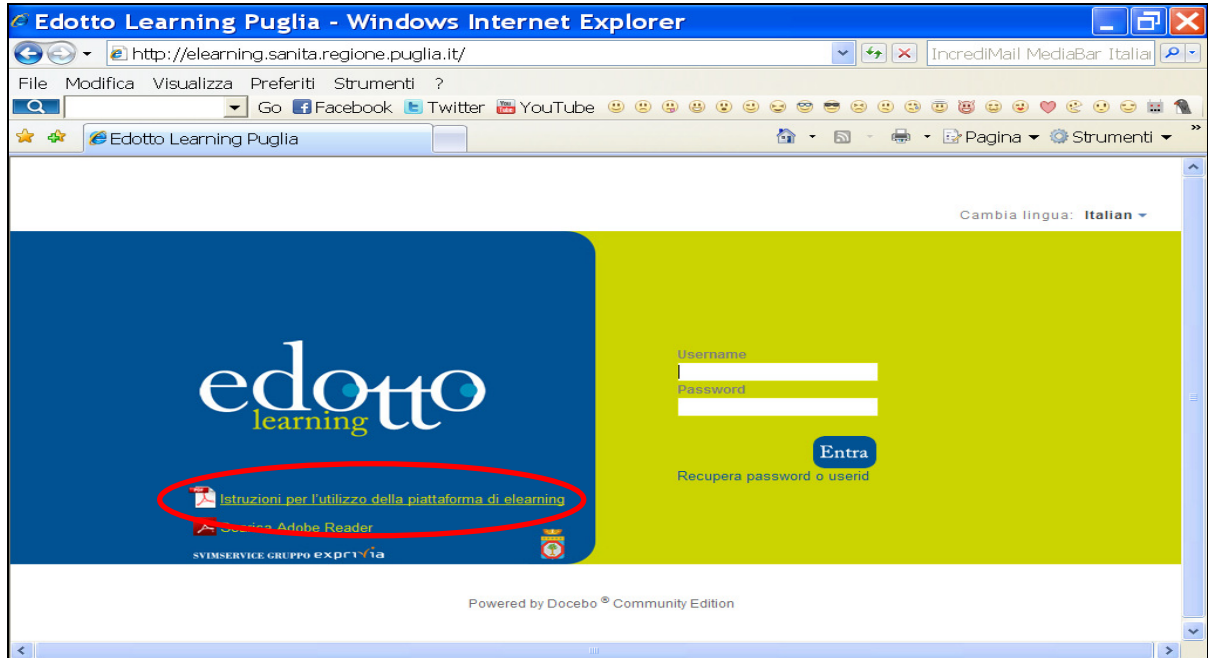 Edotto Learning Puglia - Windows Internet Explorer
http://elearning.sanita.regione.puglia.it/ IncrediMail MediaBar Italia
File Modifica Visualizza Preferiti Strumenti ?
Go Facebook Twitter YouTube
Edotto Learning Puglia Pagina Strumenti »
Cambia lingua: Italian
edotto
learning
Username
Password
Entra
Recupera password o userid
Istruzioni per l'utilizzo della piattaforma di elearning
Scarica Adobe Reader
SVIMSERVICE GRUPPO exprivia
Powered by Docebo ® Community Edition